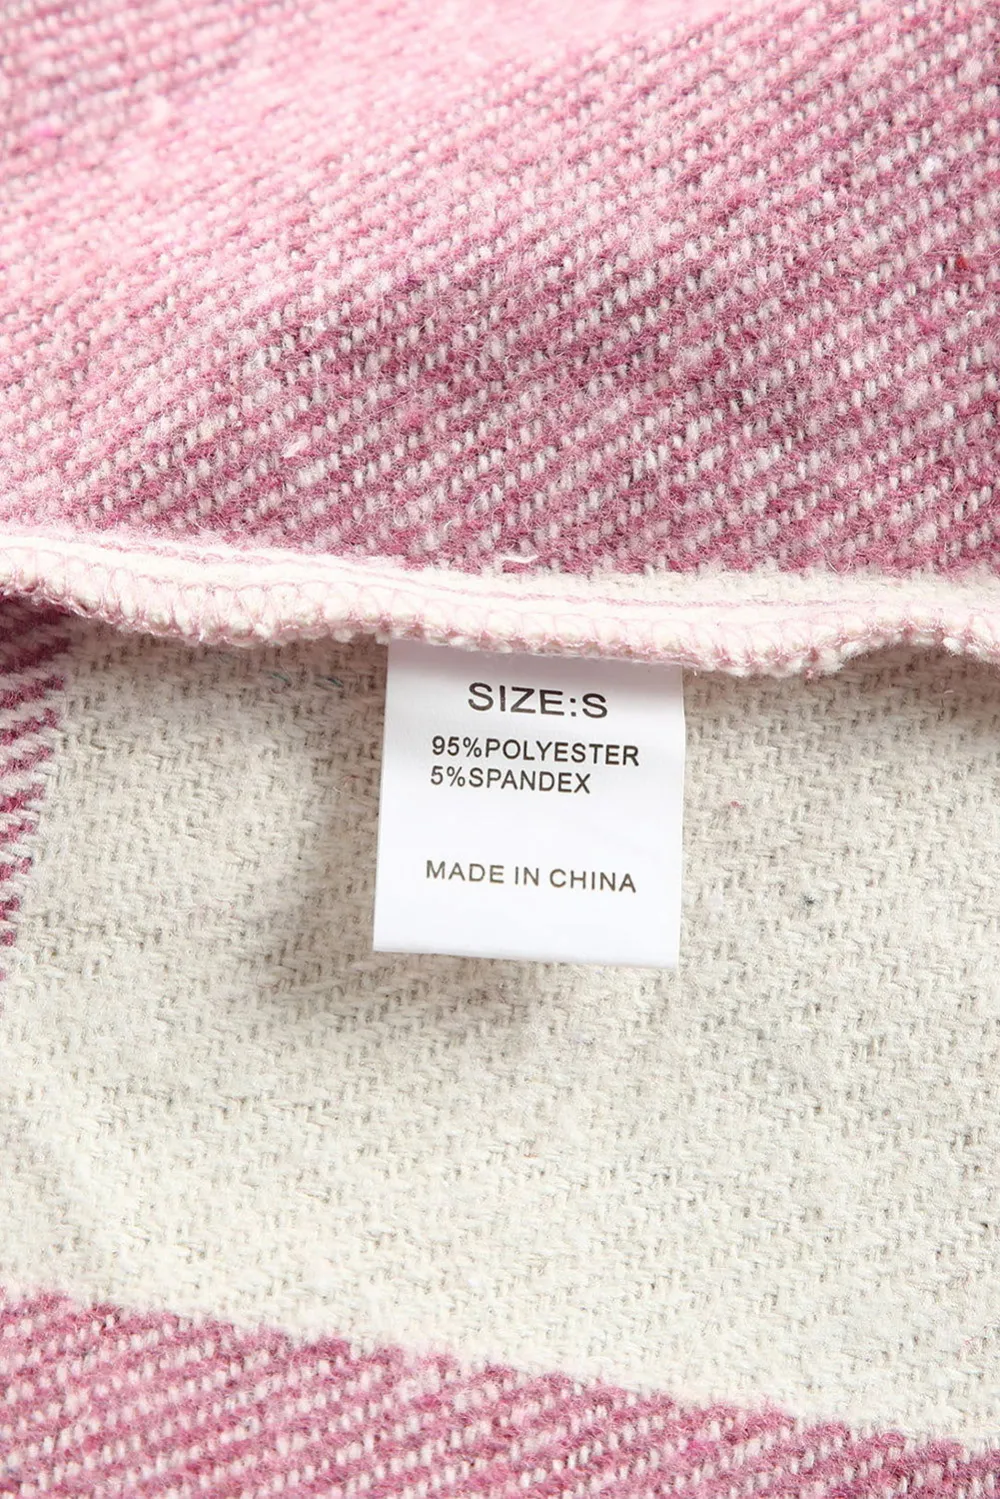 SIZE:S
95%POLYESTER
5%SPANDEX
MADE IN CHINA